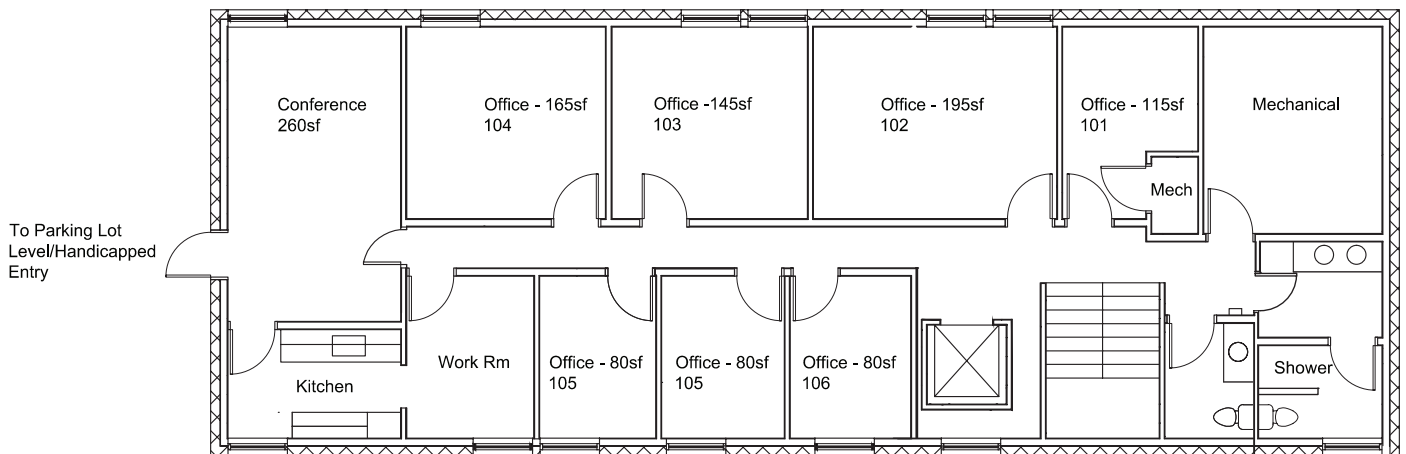 Conference
260sf
Office - 165sf
104
Office -145sf
103
Office - 195sf
102
Office - 115sf
101
Mechanical
Mech
To Parking Lot
Level/Handicapped
Entry
Kitchen
Work Rm
Office - 80sf
105
Office - 80sf
105
Office - 80sf
106
Shower